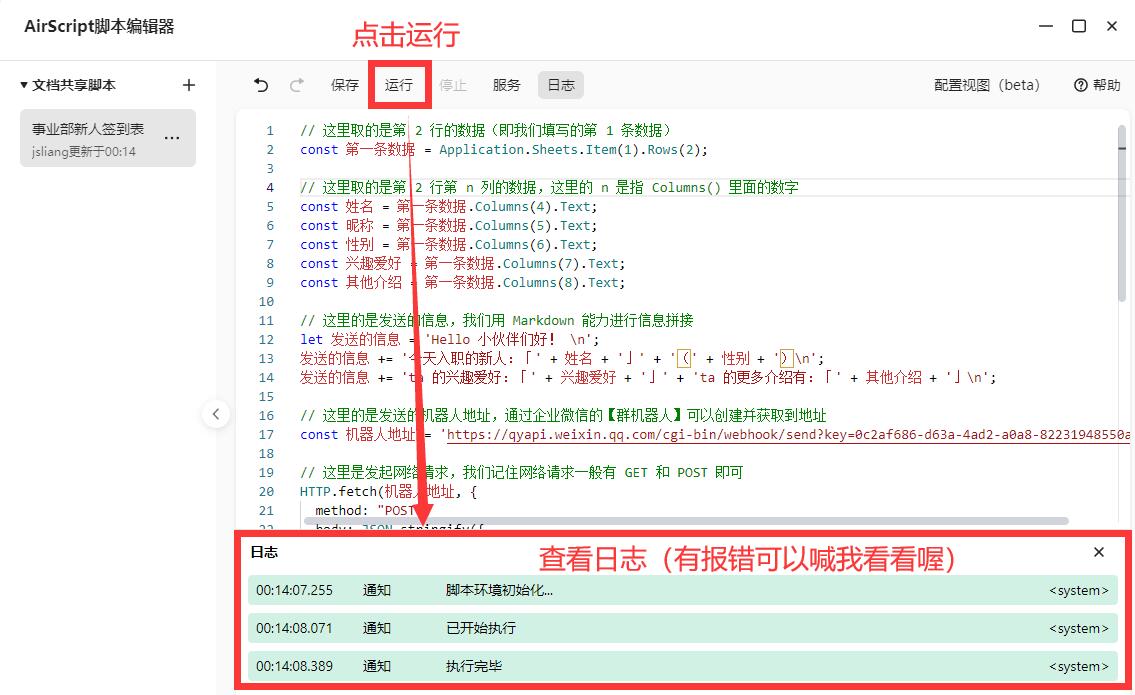 AirScript脚本编辑器
点击运行
文档共享脚本
保存 运行 停止 服务 日志 配置视图（beta） 帮助
事业部新人签到表
jsliang更新于00:14
1 // 这里取的是第 2 行的数据（即我们填写的第 1 条数据）
2 const 第一条数据 = Application.Sheets.Item(1).Rows(2);
3
4 // 这里取的是第 2 行第 n 列的数据，这里的 n 是指 Columns() 里面的数字
5 const 姓名 = 第一条数据.Columns(4).Text;
6 const 昵称 = 第一条数据.Columns(5).Text;
7 const 性别 = 第一条数据.Columns(6).Text;
8 const 兴趣爱好 = 第一条数据.Columns(7).Text;
9 const 其他介绍 = 第一条数据.Columns(8).Text;
10
11 // 这里的是发送的信息，我们用 Markdown 能力进行信息拼接
12 let 发送的信息 = 'Hello 小伙伴们好！ \n';
13 发送的信息 += '今天入职的新人：「' + 姓名 + '」' + '（' + 性别 + '）\n';
14 发送的信息 += 'ta 的兴趣爱好：「' + 兴趣爱好 + '」' + 'ta 的更多介绍有：「' + 其他介绍 + '」\n';
15
16 // 这里的是发送的机器人地址，通过企业微信的【群机器人】可以创建并获取到地址
17 const 机器人地址 = 'https://qyapi.weixin.qq.com/cgi-bin/webhook/send?key=0c2af686-d63a-4ad2-a0a8-82231948550a
18
19 // 这里是发起网络请求，我们记住网络请求一般有 GET 和 POST 即可
20 HTTP.fetch(机器人地址, {
21 method: "POST
22 body: JSON.stringify({
日志
查看日志（有报错可以喊我看看喔）
00:14:07.255 通知 脚本环境初始化... <system>
00:14:08.071 通知 已开始执行 <system>
00:14:08.389 通知 执行完毕 <system>